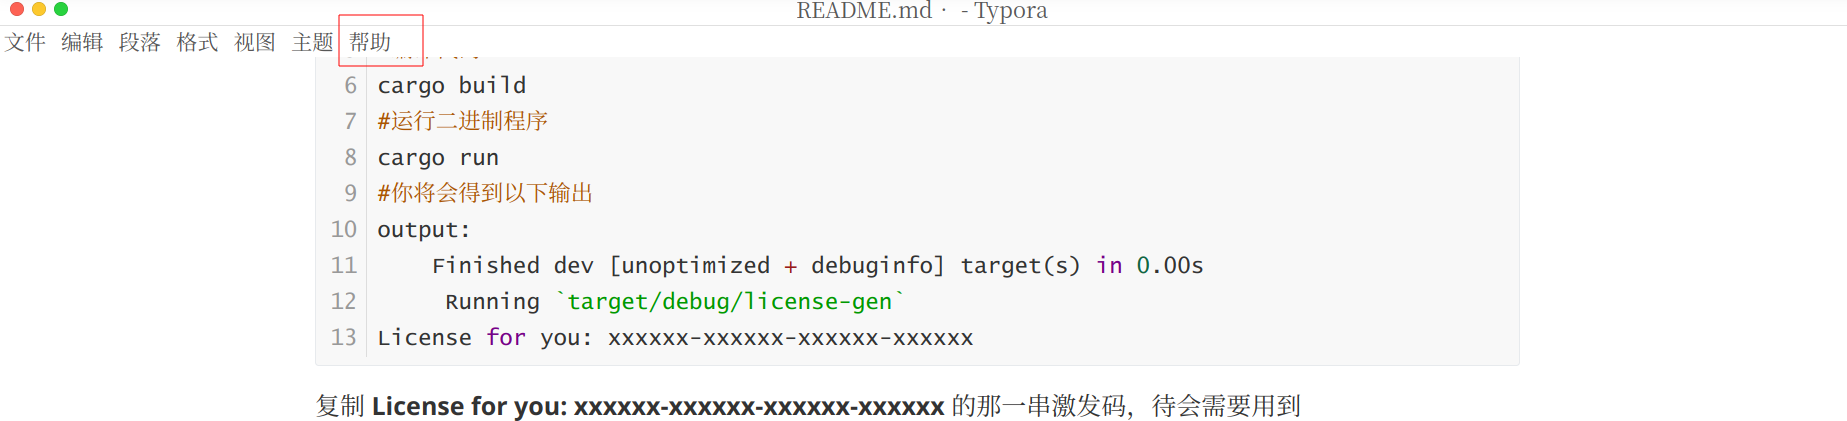 README.md · - Typora
文件 编辑 段落 格式 视图 主题 帮助
6 cargo build
7 #运行二进制程序
8 cargo run
9 #你将会得到以下输出
10 output:
11 Finished dev [unoptimized + debuginfo] target(s) in 0.00s
12 Running `target/debug/license-gen`
13 License for you: xxxxxx-xxxxxx-xxxxxx-xxxxxx
复制 License for you: xxxxxx-xxxxxx-xxxxxx-xxxxxx 的那一串激发码，待会需要用到